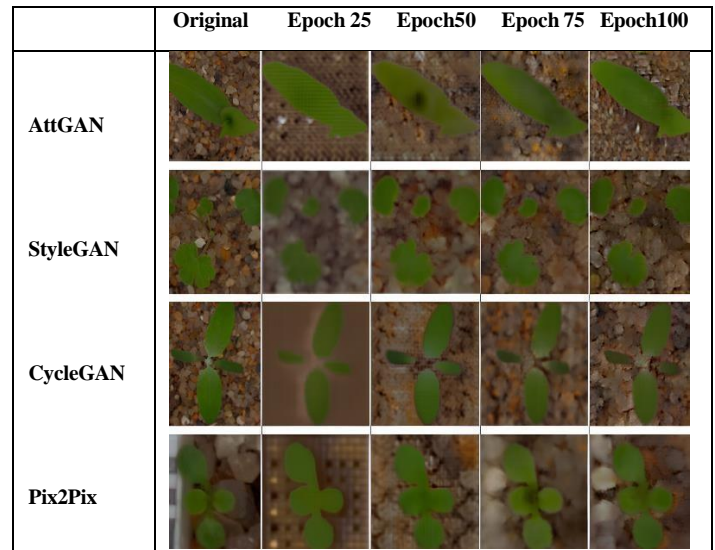 Original Epoch 25 Epoch50 Epoch 75 Epoch100
AttGAN
StyleGAN
CycleGAN
Pix2Pix